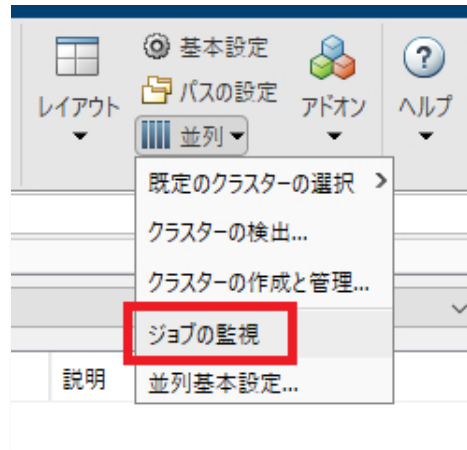 レイアウト
基本設定
パスの設定
並列
アドオン
?
ヘルプ
既定のクラスターの選択
クラスターの検出...
クラスターの作成と管理...
ジョブの監視
並列基本設定...
説明